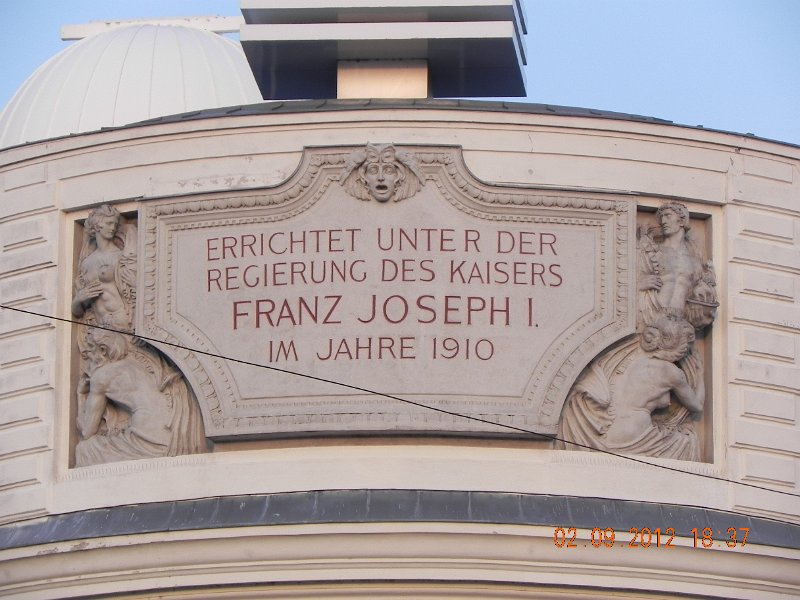 ERRICHTET UNTER DER
REGIERUNG DES KAISERS
FRANZ JOSEPH I.
IM JAHRE 1910
02.09.2012 18:37